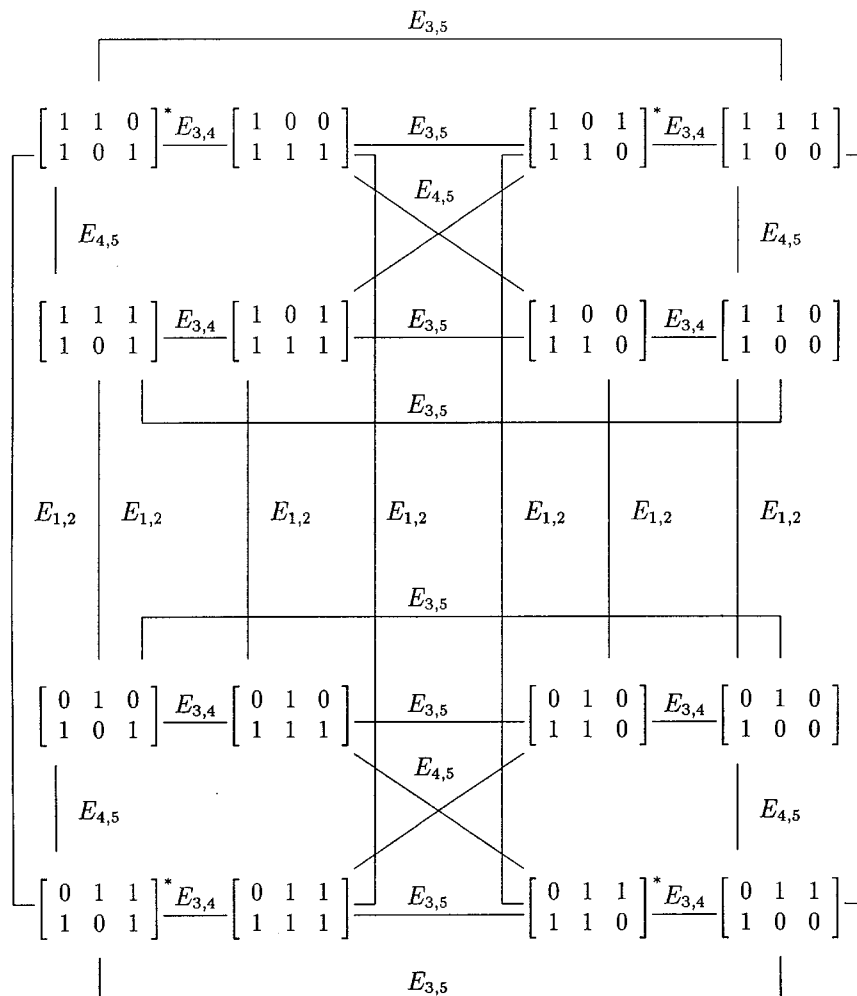 E_{3,5}
[1 1 0; 1 0 1]^* E_{3,4} [1 0 0; 1 1 1] E_{3,5} [1 0 1; 1 1 0]^* E_{3,4} [1 1 1; 1 0 0]
E_{4,5}
E_{4,5} E_{4,5}
[1 1 1; 1 0 1] E_{3,4} [1 0 1; 1 1 1] E_{3,5} [1 0 0; 1 1 0] E_{3,4} [1 1 0; 1 0 0]
E_{3,5}
E_{1,2} E_{1,2} E_{1,2} E_{1,2} E_{1,2} E_{1,2} E_{1,2}
E_{3,5}
[0 1 0; 1 0 1] E_{3,4} [0 1 0; 1 1 1] E_{3,5} [0 1 0; 1 1 0] E_{3,4} [0 1 0; 1 0 0]
E_{4,5}
E_{4,5} E_{4,5}
[0 1 1; 1 0 1]^* E_{3,4} [0 1 1; 1 1 1] E_{3,5} [0 1 1; 1 1 0]^* E_{3,4} [0 1 1; 1 0 0]
E_{3,5}